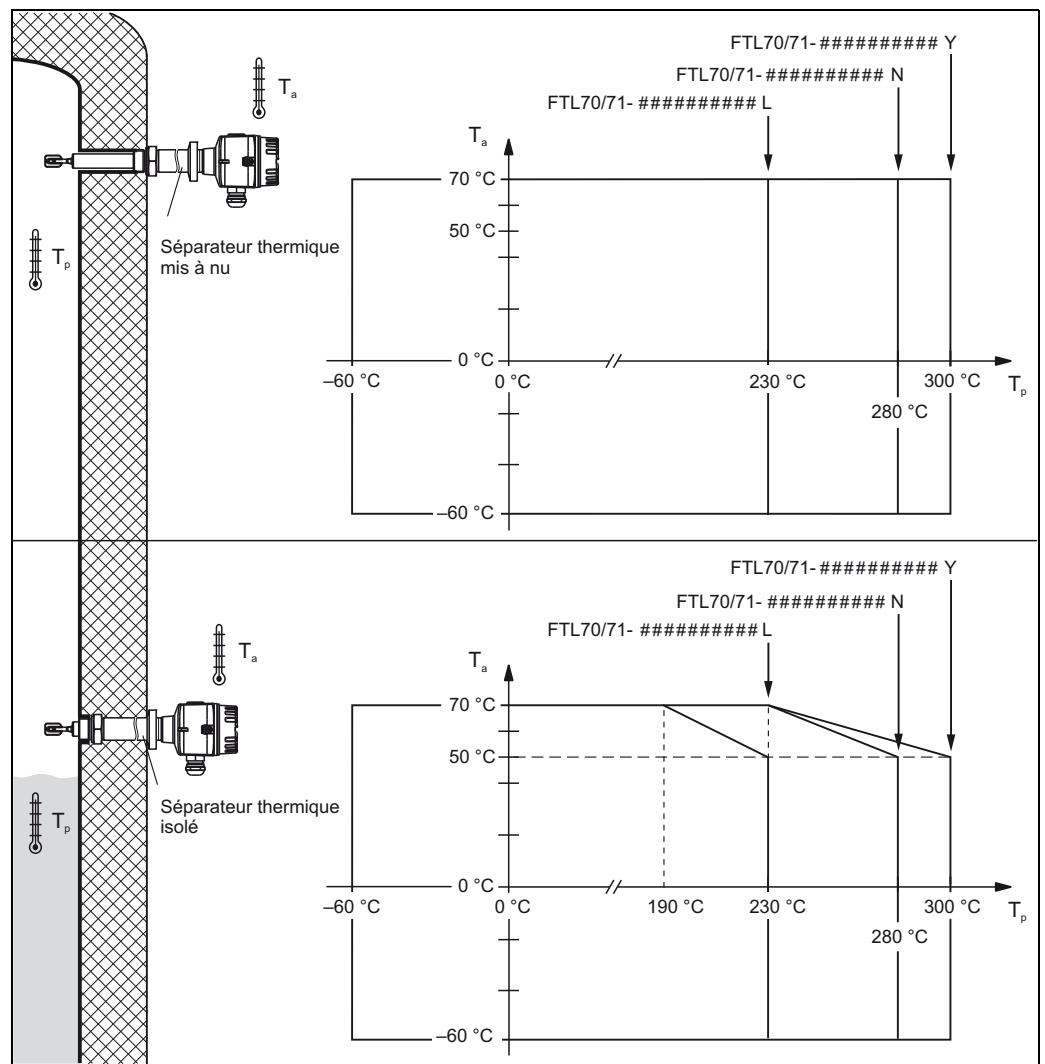 FTL70/71- ########## Y
FTL70/71- ########## N
FTL70/71- ########## L
Ta
Ta
70 °C
50 °C
Séparateur thermique
mis à nu
Tp
0 °C
–60 °C
0 °C
230 °C
300 °C
Tp
280 °C
–60 °C
FTL70/71- ########## Y
FTL70/71- ########## N
FTL70/71- ########## L
Ta
Ta
70 °C
50 °C
Séparateur thermique
isolé
Tp
0 °C
–60 °C
0 °C
190 °C
230 °C
300 °C
Tp
280 °C
–60 °C